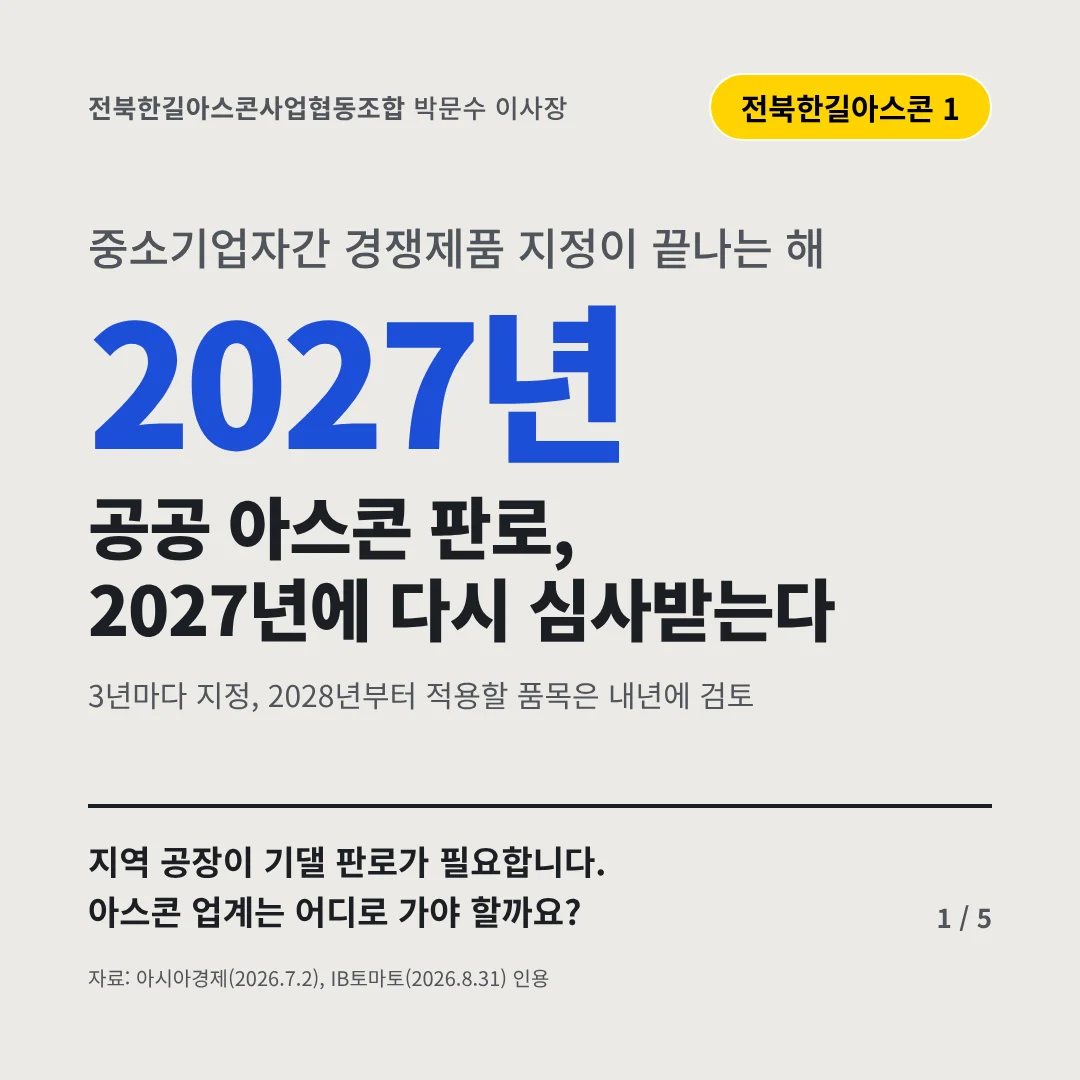 전북한길아스콘사업협동조합 박문수 이사장
전북한길아스콘 1
중소기업자간 경쟁제품 지정이 끝나는 해
2027년
공공 아스콘 판로,
2027년에 다시 심사받는다
3년마다 지정, 2028년부터 적용할 품목은 내년에 검토
지역 공장이 기댈 판로가 필요합니다.
아스콘 업계는 어디로 가야 할까요?
1 / 5
자료: 아시아경제(2026.7.2), IB토마토(2026.8.31) 인용